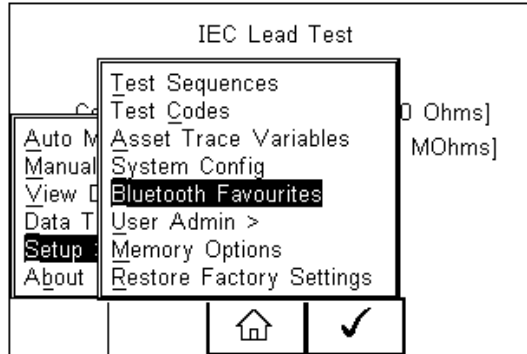 IEC Lead Test
Test Sequences
Test Codes
Asset Trace Variables
System Config
Bluetooth Favourites
User Admin >
Memory Options
Restore Factory Settings
Ohms]
MOhms]
Auto M
Manual
View D
Data T
Setup
About